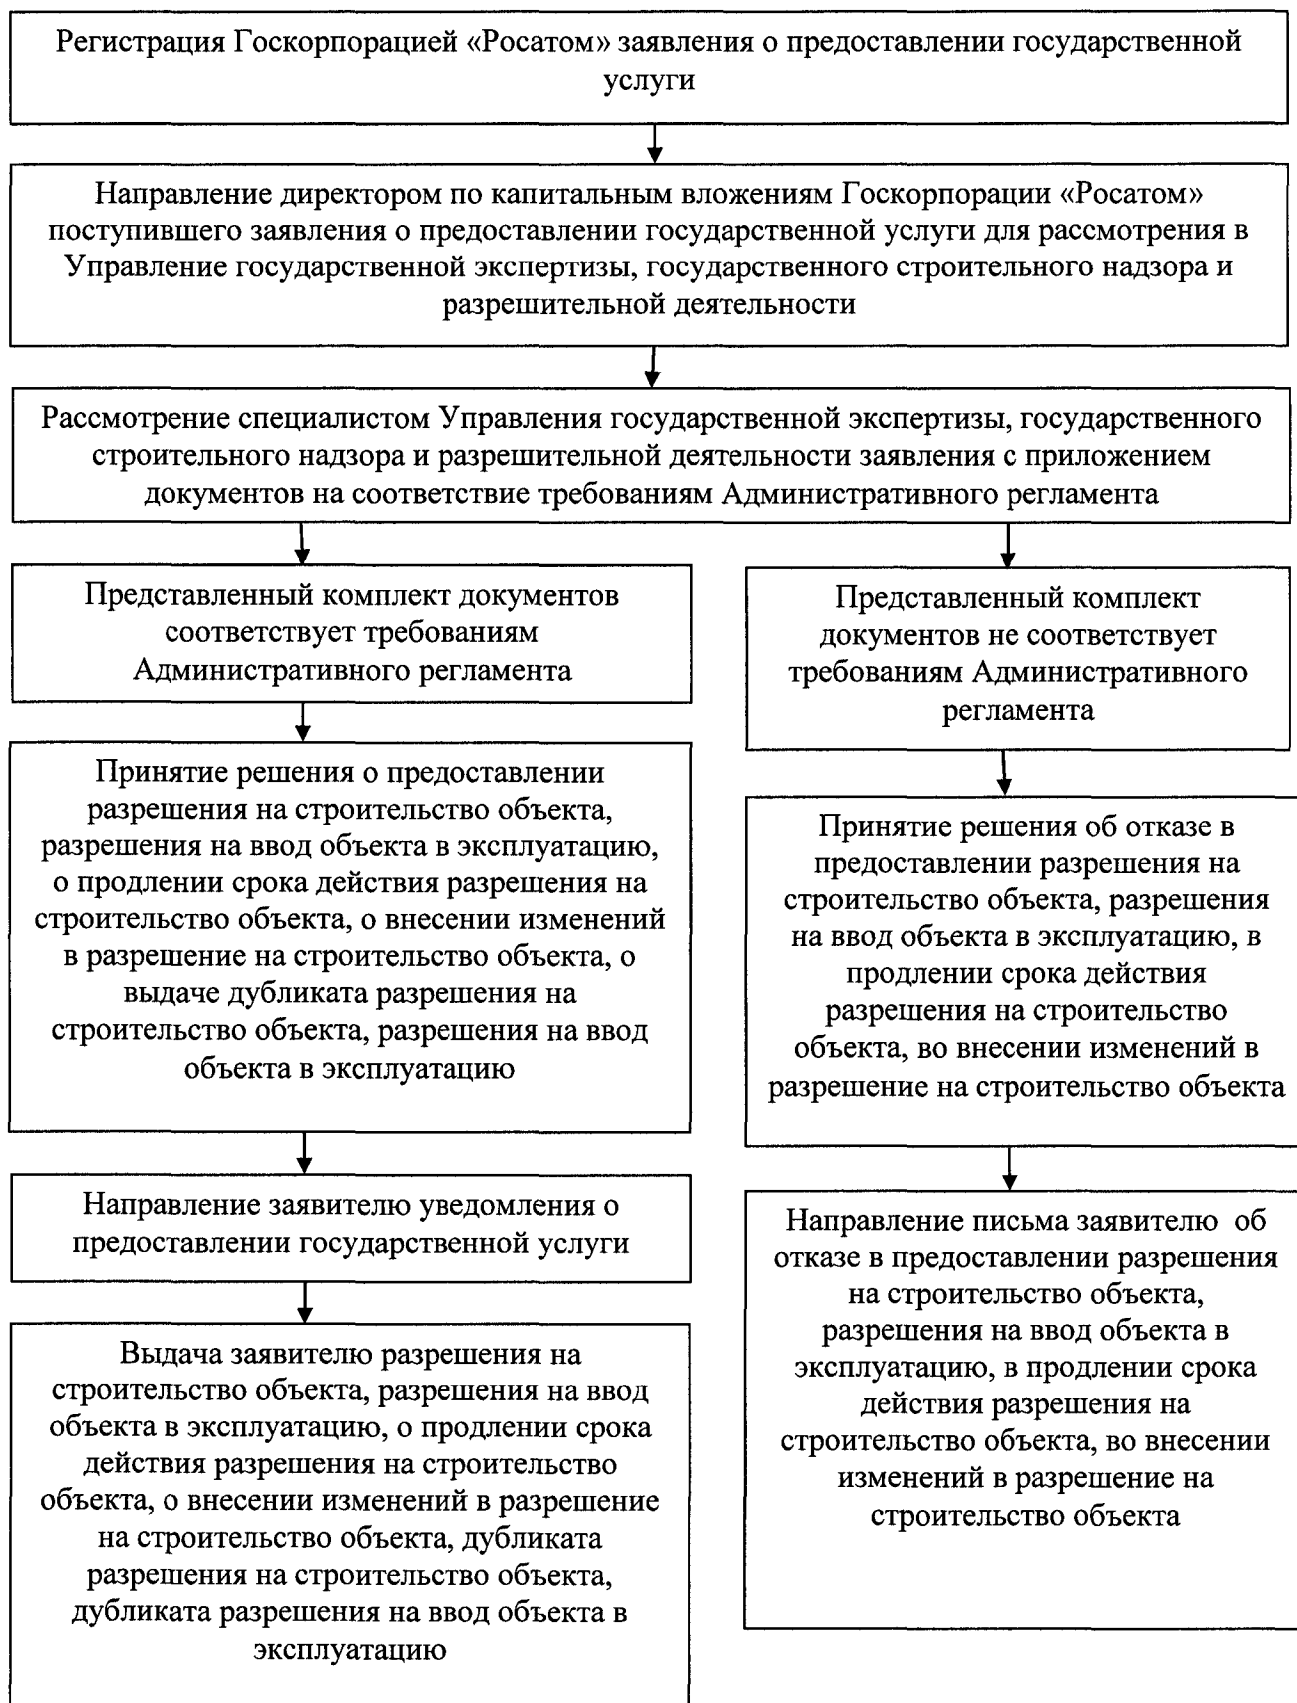 Регистрация Госкорпорацией «Росатом» заявления о предоставлении государственной
услуги
Направление директором по капитальным вложениям Госкорпорации «Росатом»
поступившего заявления о предоставлении государственной услуги для рассмотрения в
Управление государственной экспертизы, государственного строительного надзора и
разрешительной деятельности
Рассмотрение специалистом Управления государственной экспертизы, государственного
строительного надзора и разрешительной деятельности заявления с приложением
документов на соответствие требованиям Административного регламента
Представленный комплект документов
соответствует требованиям
Административного регламента
Принятие решения о предоставлении
разрешения на строительство объекта,
разрешения на ввод объекта в эксплуатацию,
о продлении срока действия разрешения на
строительство объекта, о внесении изменений
в разрешение на строительство объекта, о
выдаче дубликата разрешения на
строительство объекта, разрешения на ввод
объекта в эксплуатацию
Направление заявителю уведомления о
предоставлении государственной услуги
Выдача заявителю разрешения на
строительство объекта, разрешения на ввод
объекта в эксплуатацию, о продлении срока
действия разрешения на строительство
объекта, о внесении изменений в разрешение
на строительство объекта, дубликата
разрешения на строительство объекта,
дубликата разрешения на ввод объекта в
эксплуатацию
Представленный комплект
документов не соответствует
требованиям Административного
регламента
Принятие решения об отказе в
предоставлении разрешения на
строительство объекта, разрешения
на ввод объекта в эксплуатацию, в
продлении срока действия
разрешения на строительство
объекта, во внесении изменений в
разрешение на строительство объекта
Направление письма заявителю об
отказе в предоставлении разрешения
на строительство объекта,
разрешения на ввод объекта в
эксплуатацию, в продлении срока
действия разрешения на
строительство объекта, во внесении
изменений в разрешение на
строительство объекта